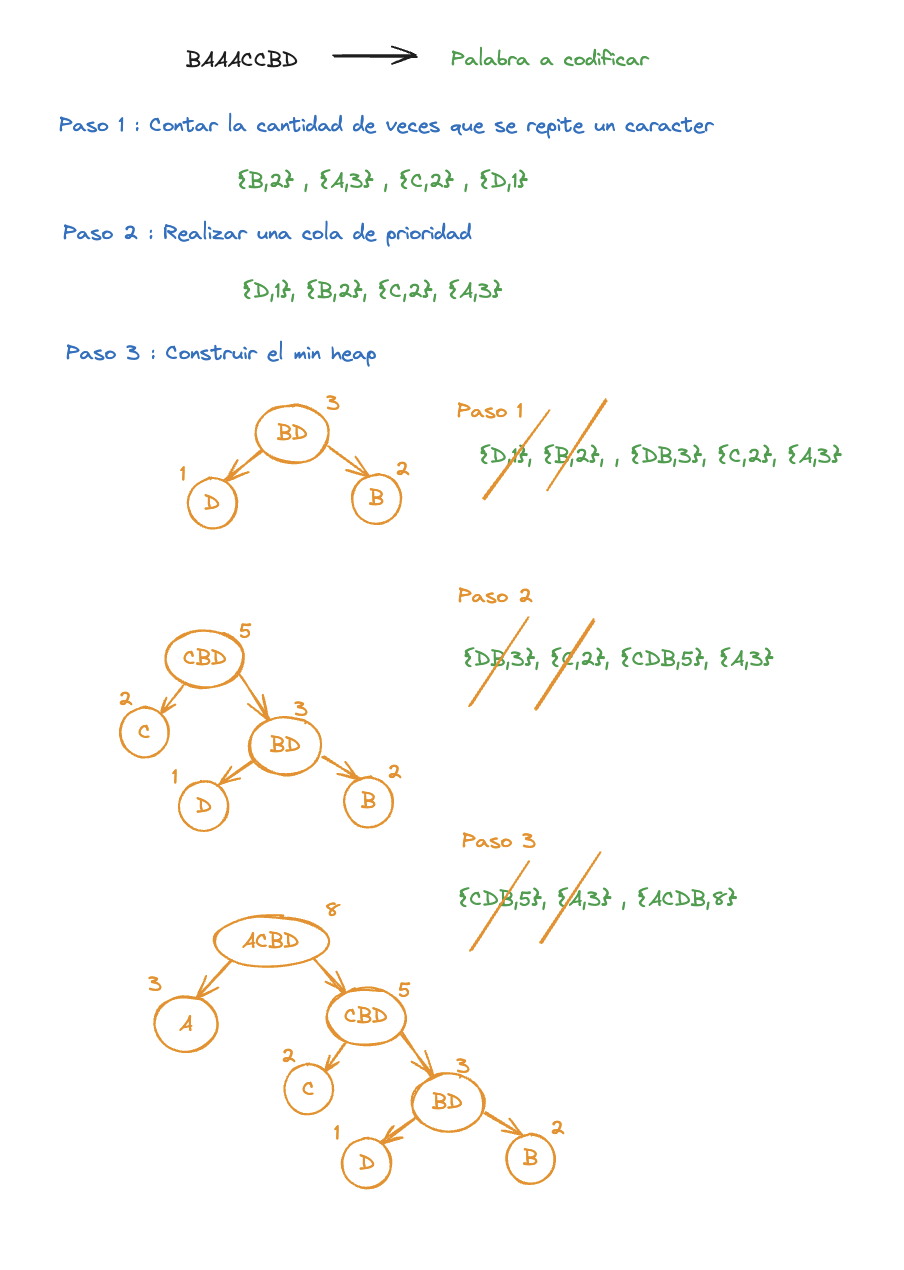 BAAACCBD → Palabra a codificar
Paso 1 : Contar la cantidad de veces que se repite un caracter
{B,2} , {A,3} , {C,2} , {D,1}
Paso 2 : Realizar una cola de prioridad
{D,1}, {B,2}, {C,2}, {A,3}
Paso 3 : Construir el min heap
3
BD
1
D
2
B
Paso 1
{D,1}, {B,2}, , {DB,3}, {C,2}, {A,3}
5
CBD
2
C
3
BD
1
D
2
B
Paso 2
{DB,3}, {C,2}, {CDB,5}, {A,3}
Paso 3
{CDB,5}, {A,3} , {ACDB,8}
8
ACBD
3
A
5
CBD
2
C
3
BD
1
D
2
B